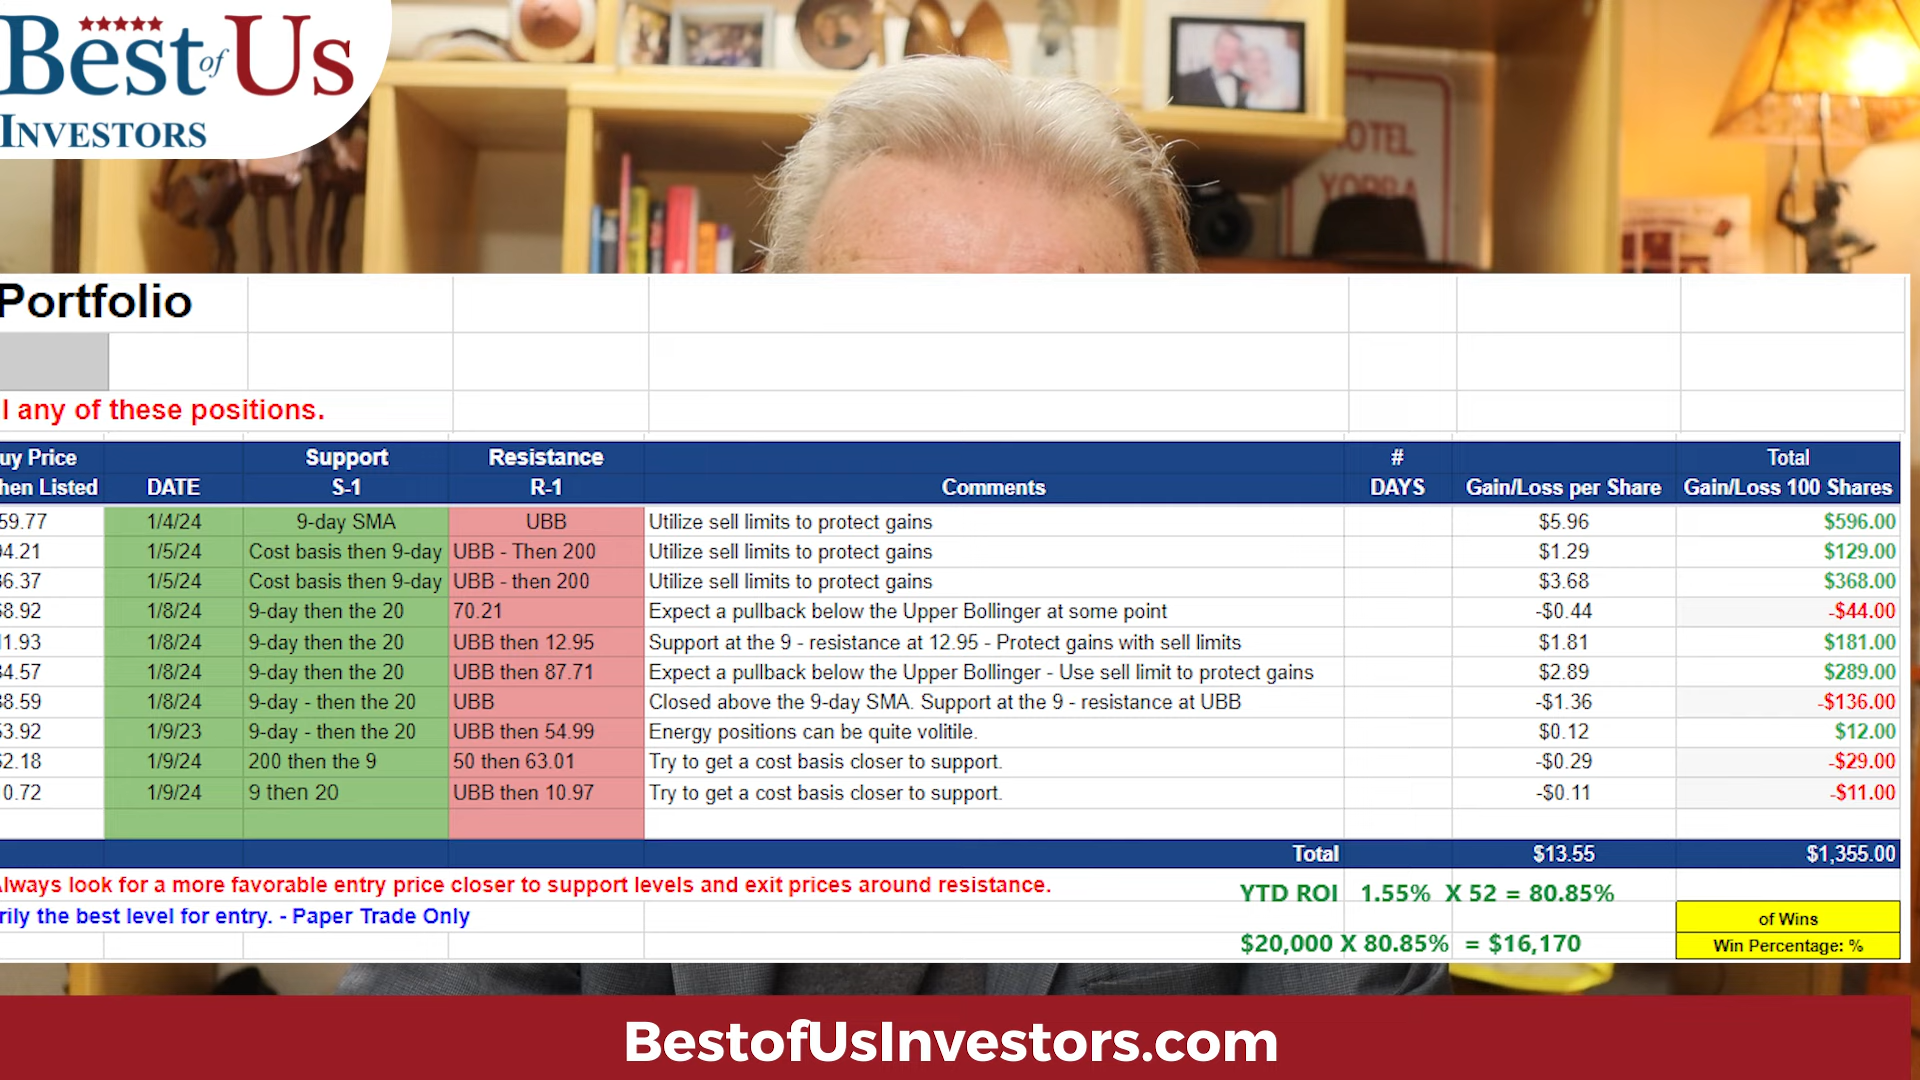 Best of Us
INVESTORS
HOTEL
YORBA
Portfolio
l any of these positions.
uy Price Support Resistance # Total
hen Listed DATE S-1 R-1 Comments DAYS Gain/Loss per Share Gain/Loss 100 Shares
59.77 1/4/24 9-day SMA UBB Utilize sell limits to protect gains $5.96 $596.00
4.21 1/5/24 Cost basis then 9-day UBB - Then 200 Utilize sell limits to protect gains $1.29 $129.00
6.37 1/5/24 Cost basis then 9-day UBB - then 200 Utilize sell limits to protect gains $3.68 $368.00
8.92 1/8/24 9-day then the 20 70.21 Expect a pullback below the Upper Bollinger at some point -$0.44 -$44.00
1.93 1/8/24 9-day then the 20 UBB then 12.95 Support at the 9 - resistance at 12.95 - Protect gains with sell limits $1.81 $181.00
4.57 1/8/24 9-day then the 20 UBB then 87.71 Expect a pullback below the Upper Bollinger - Use sell limit to protect gains $2.89 $289.00
8.59 1/8/24 9-day - then the 20 UBB Closed above the 9-day SMA. Support at the 9 - resistance at UBB -$1.36 -$136.00
3.92 1/9/23 9-day - then the 20 UBB then 54.99 Energy positions can be quite volitile. $0.12 $12.00
2.18 1/9/24 200 then the 9 50 then 63.01 Try to get a cost basis closer to support. -$0.29 -$29.00
0.72 1/9/24 9 then 20 UBB then 10.97 Try to get a cost basis closer to support. -$0.11 -$11.00
Total $13.55 $1,355.00
Always look for a more favorable entry price closer to support levels and exit prices around resistance.
YTD ROI 1.55% X 52 = 80.85%
rily the best level for entry. - Paper Trade Only
of Wins
$20,000 X 80.85% = $16,170
Win Percentage: %
BestofUsInvestors.com